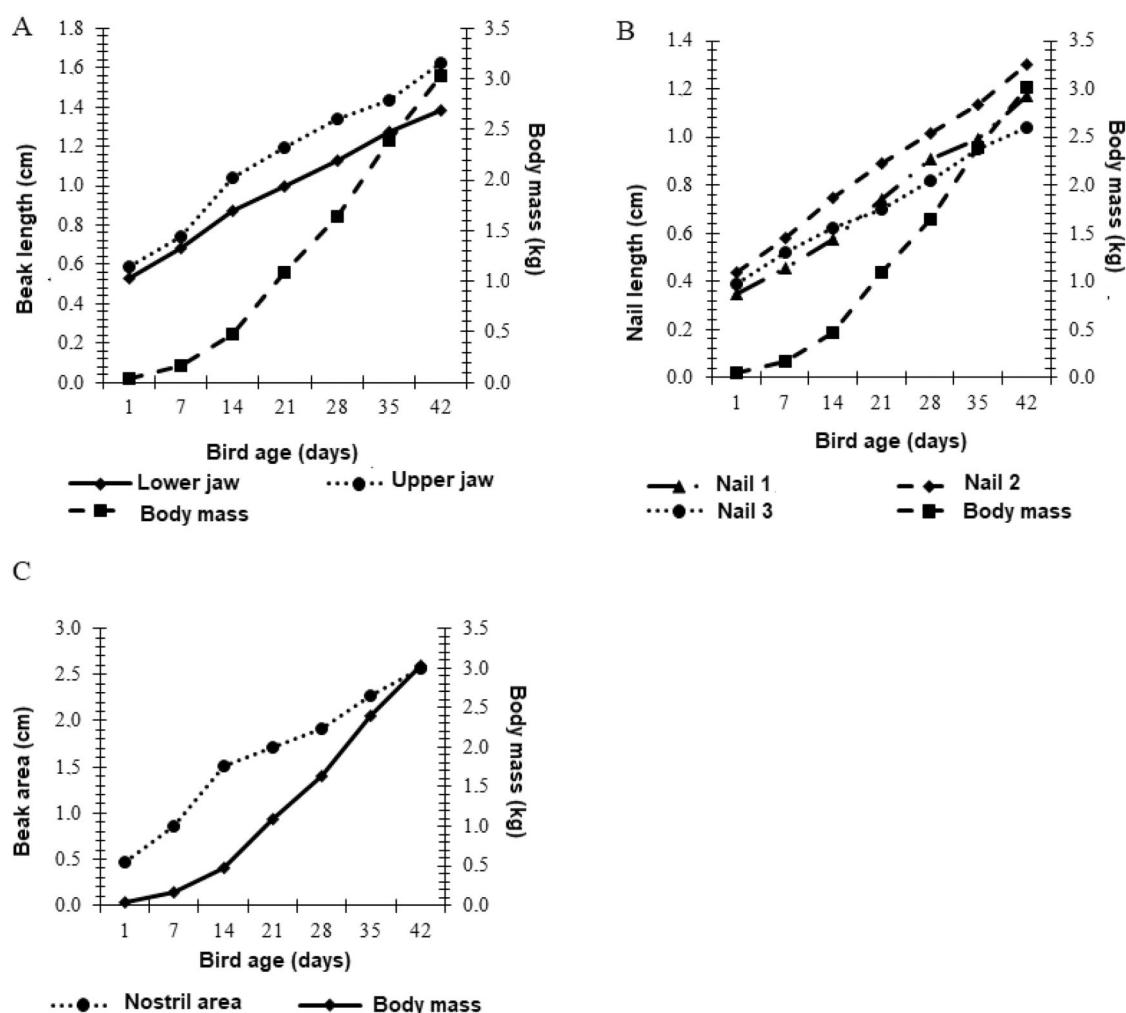 A
1.8
1.6
1.4
1.2
1.0
0.8
0.6
0.4
0.2
0.0
Beak length (cm)
3.5
3.0
2.5
2.0
1.5
1.0
0.5
0.0
Body mass (kg)
1 7 14 21 28 35 42
Bird age (days)
Lower jaw Upper jaw
Body mass
B
1.4
1.2
1.0
0.8
0.6
0.4
0.2
0.0
Nail length (cm)
3.5
3.0
2.5
2.0
1.5
1.0
0.5
0.0
Body mass (kg)
1 7 14 21 28 35 42
Bird age (days)
Nail 1 Nail 2
Nail 3 Body mass
C
3.0
2.5
2.0
1.5
1.0
0.5
0.0
Beak area (cm)
3.5
3.0
2.5
2.0
1.5
1.0
0.5
0.0
Body mass (kg)
1 7 14 21 28 35 42
Bird age (days)
Nostril area Body mass